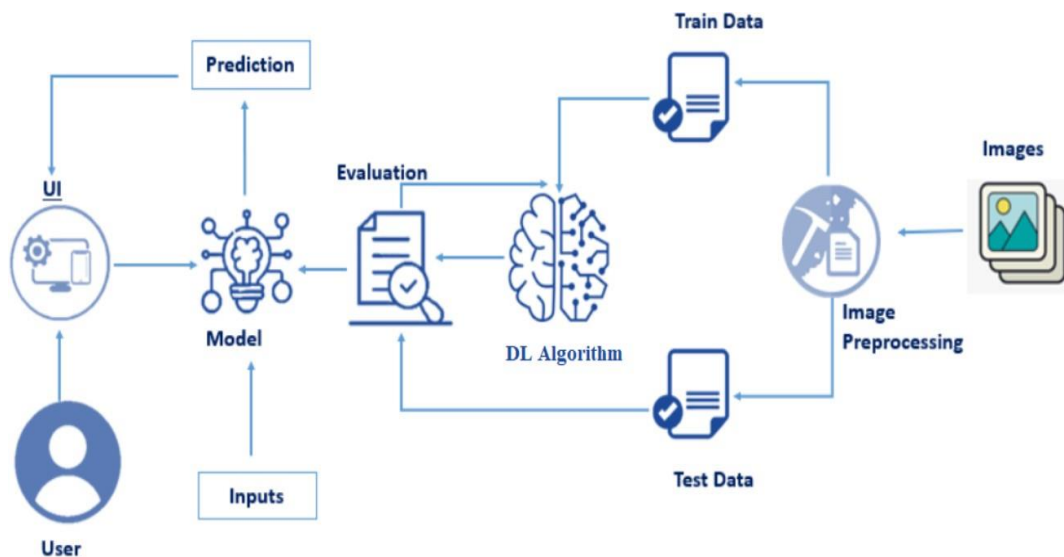 Train Data
Prediction
Images
Evaluation
UI
Model
DL Algorithm
Image
Preprocessing
Inputs
Test Data
User